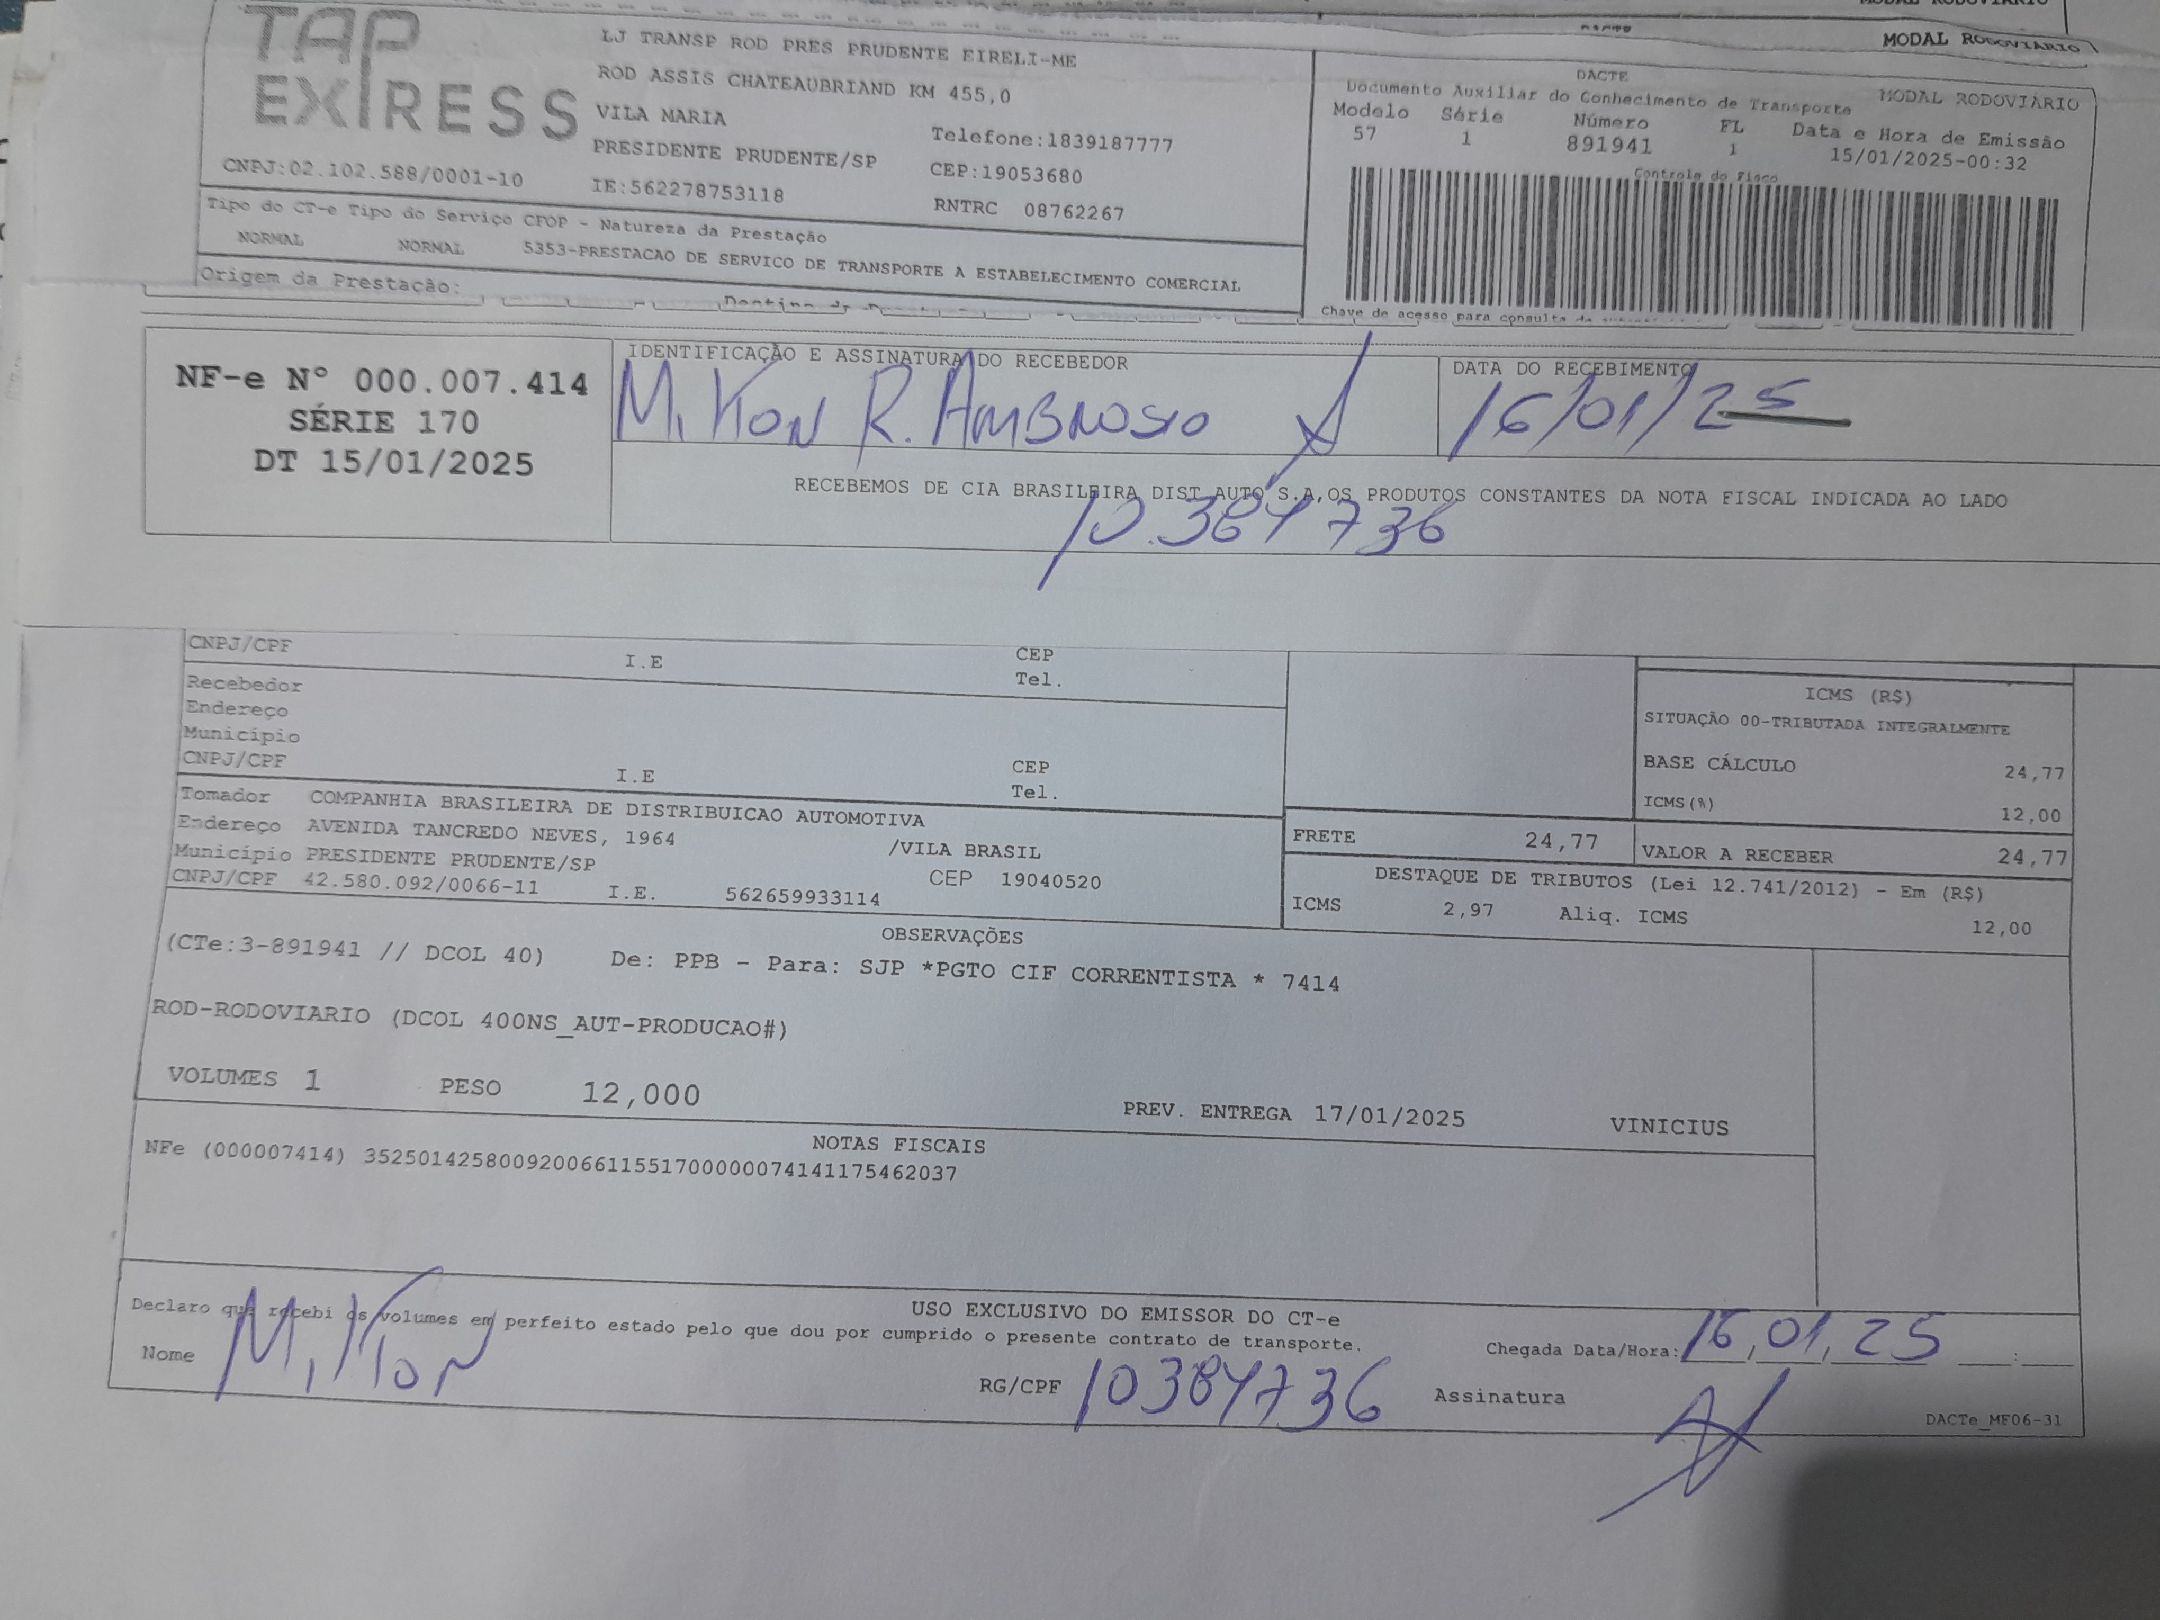 MODAL RODOVIÁRIO
TAP EXPRESS
LJ TRANSP ROD PRES PRUDENTE EIRELI-ME
ROD ASSIS CHATEAUBRIAND KM 455,0
VILA MARIA
Telefone:1839187777
PRESIDENTE PRUDENTE/SP
CEP:19053680
CNPJ:02.102.588/0001-10
IE:562278753118
RNTRC 08762267
MODAL RODOVIÁRIO
DACTE
MODAL RODOVIÁRIO
Documento Auxiliar do Conhecimento de Transporte
Modelo Série Número FL Data e Hora de Emissão
57 1 891941 1 15/01/2025-00:32
Controle do Fisco
Tipo do CT-e Tipo do Serviço CFOP - Natureza da Prestação
NORMAL NORMAL 5353-PRESTACAO DE SERVICO DE TRANSPORTE A ESTABELECIMENTO COMERCIAL
Origem da Prestação:
Chave de acesso para consulta
NF-e Nº 000.007.414
SÉRIE 170
DT 15/01/2025
IDENTIFICAÇÃO E ASSINATURA DO RECEBEDOR
Milton R. Ambrosio
DATA DO RECEBIMENTO
16/01/25
RECEBEMOS DE CIA BRASILEIRA DIST AUTO S.A,OS PRODUTOS CONSTANTES DA NOTA FISCAL INDICADA AO LADO
10.384736
CNPJ/CPF I.E CEP
Tel.
Recebedor
Endereço
Município
CNPJ/CPF I.E CEP
Tel.
Tomador COMPANHIA BRASILEIRA DE DISTRIBUICAO AUTOMOTIVA
Endereço AVENIDA TANCREDO NEVES, 1964 /VILA BRASIL
Município PRESIDENTE PRUDENTE/SP CEP 19040520
CNPJ/CPF 42.580.092/0066-11 I.E. 562659933114
ICMS (R$)
SITUAÇÃO 00-TRIBUTADA INTEGRALMENTE
BASE CÁLCULO 24,77
ICMS(%) 12,00
FRETE 24,77 VALOR A RECEBER 24,77
DESTAQUE DE TRIBUTOS (Lei 12.741/2012) - Em (R$)
ICMS 2,97 Aliq. ICMS 12,00
OBSERVAÇÕES
(CTe:3-891941 // DCOL 40) De: PPB - Para: SJP *PGTO CIF CORRENTISTA * 7414
ROD-RODOVIARIO (DCOL 400NS_AUT-PRODUCAO#)
VOLUMES 1 PESO 12,000 PREV. ENTREGA 17/01/2025 VINICIUS
NOTAS FISCAIS
NFe (000007414) 35250142580092006611551700000074141175462037
USO EXCLUSIVO DO EMISSOR DO CT-e
Declaro que recebi os volumes em perfeito estado pelo que dou por cumprido o presente contrato de transporte.
Chegada Data/Hora: 16,01,25 :
Nome Milton RG/CPF 10384736 Assinatura
DACTe_MF06-31